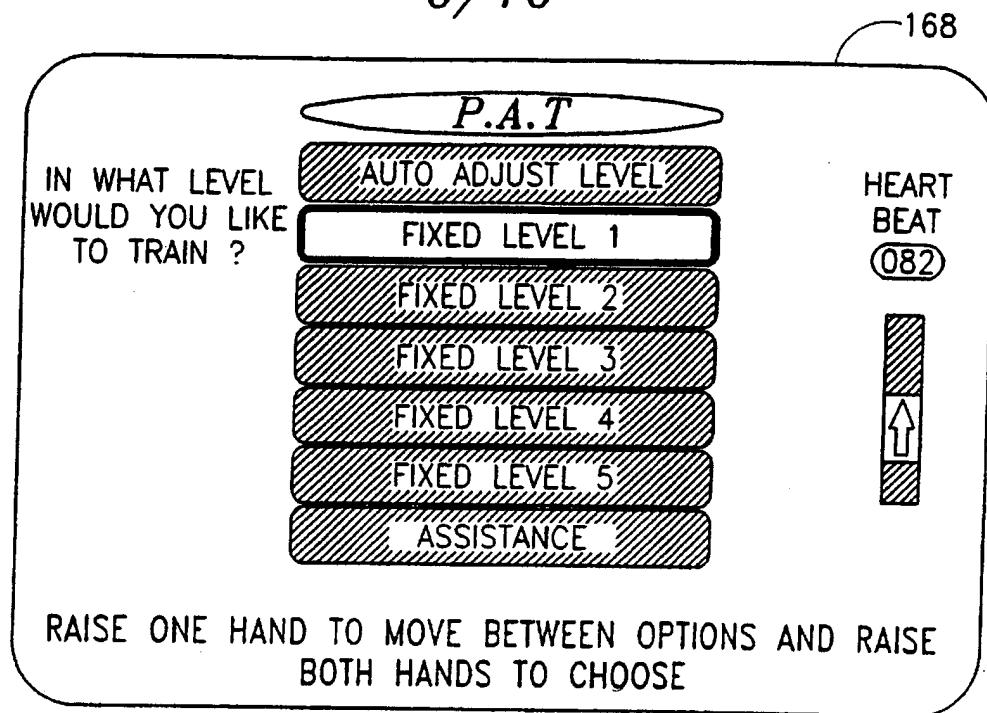 168
P.A.T
IN WHAT LEVEL
WOULD YOU LIKE
TO TRAIN ?
AUTO ADJUST LEVEL
FIXED LEVEL 1
FIXED LEVEL 2
FIXED LEVEL 3
FIXED LEVEL 4
FIXED LEVEL 5
ASSISTANCE
HEART
BEAT
082
RAISE ONE HAND TO MOVE BETWEEN OPTIONS AND RAISE
BOTH HANDS TO CHOOSE